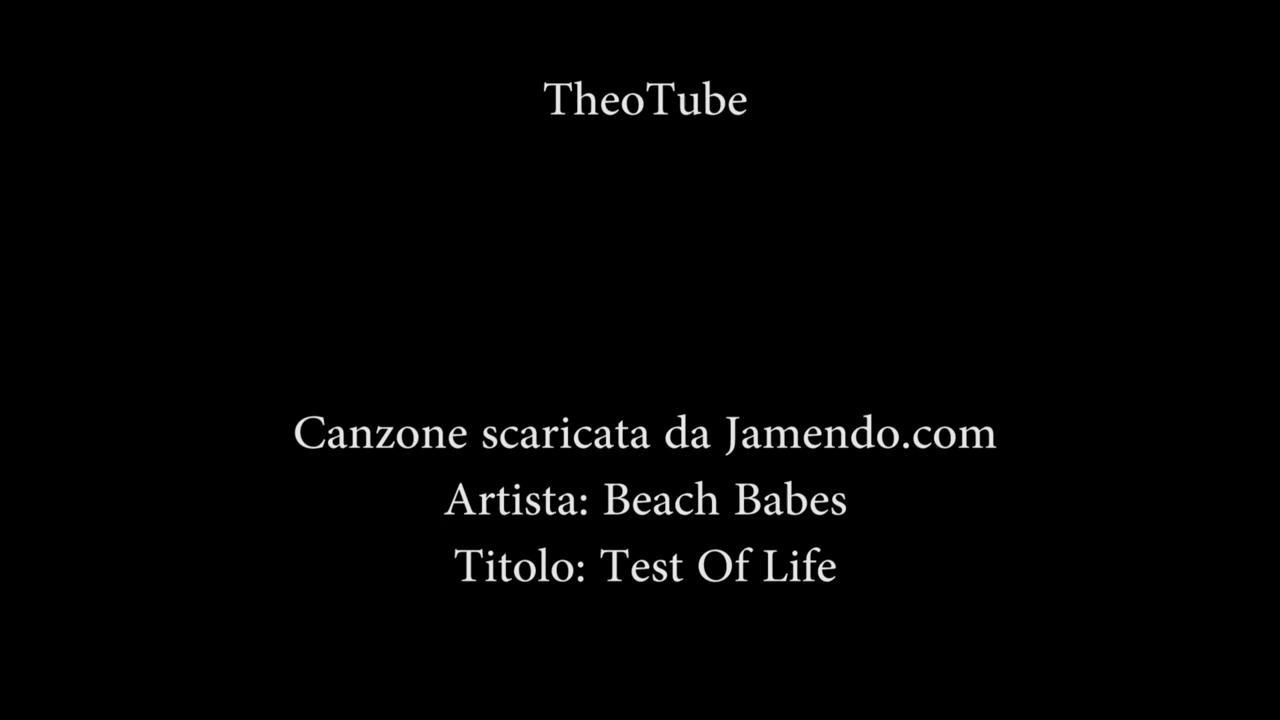 TheoTube
Canzone scaricata da Jamendo.com
Artista: Beach Babes
Titolo: Test Of Life